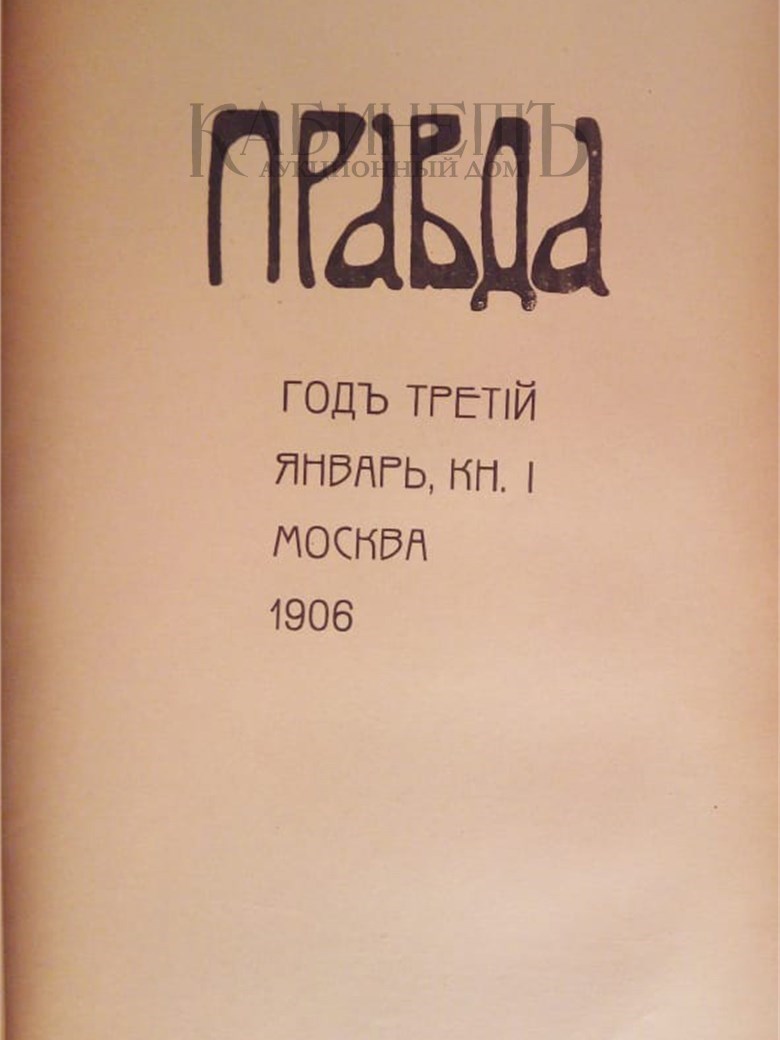 КАБИНЕТЪ
АУКЦИОННЫЙ ДОМ
ПРАВДА
ГОДЪ ТРЕТІЙ
ЯНВАРЬ, КН. I
МОСКВА
1906